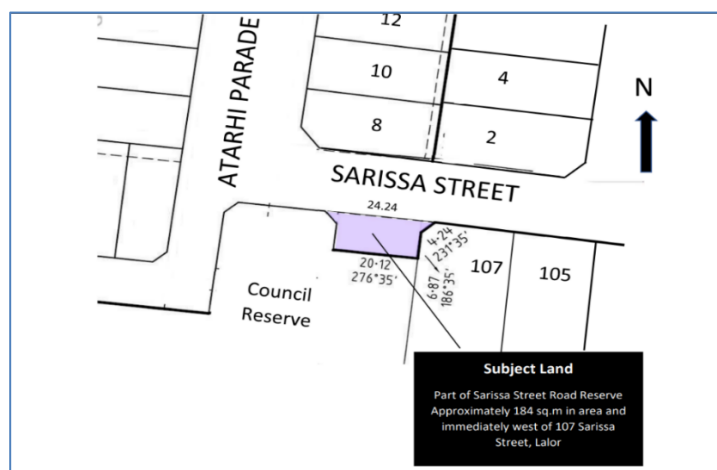 12
10
4
8
2
N
ATARHI PARADE
SARISSA STREET
24.24
4·24
231°35'
20·12
276°35'
6·87
186°35'
107
105
Council
Reserve
Subject Land
Part of Sarissa Street Road Reserve
Approximately 184 sq.m in area and
immediately west of 107 Sarissa
Street, Lalor